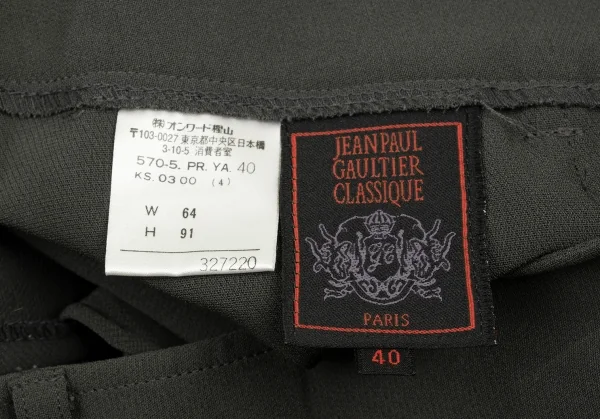 ㈱オンワード樫山
〒103-0027 東京都中央区日本橋
3-10-5 消費者室
570-5. PR. YA. 40
KS. 03 00 (4)
W 64
H 91
327220
JEANPAUL
GAULTIER
CLASSIQUE
PARIS
40